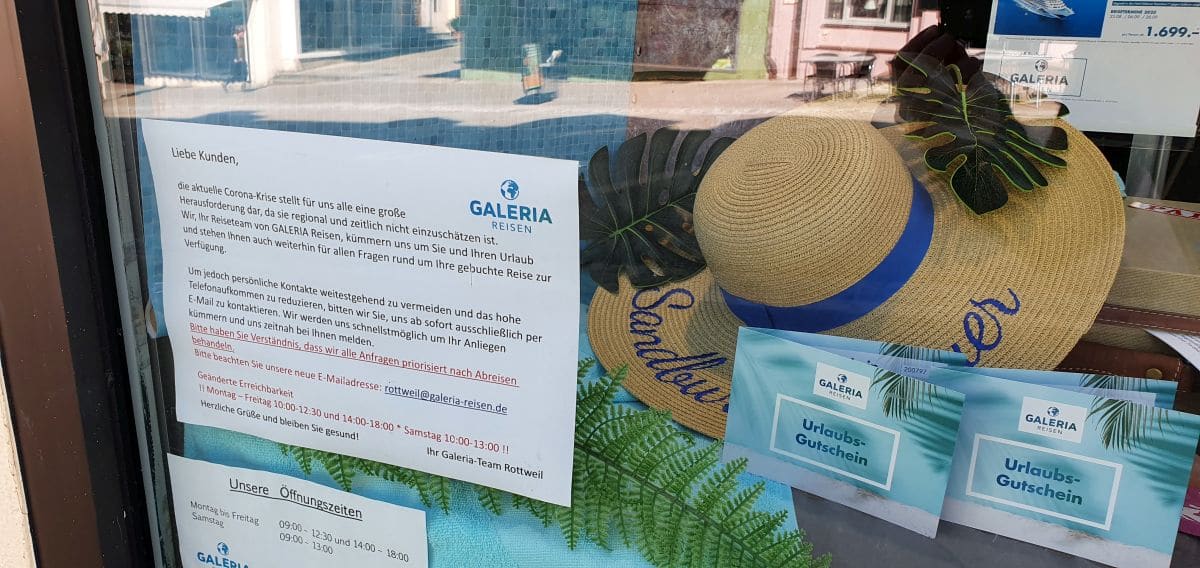 Liebe Kunden,
GALERIA
REISEN
die aktuelle Corona-Krise stellt für uns alle eine große
Herausforderung dar, da sie regional und zeitlich nicht einzuschätzen ist.
Wir, Ihr Reiseteam von GALERIA Reisen, kümmern uns um Sie und Ihren Urlaub
und stehen Ihnen auch weiterhin für allen Fragen rund um Ihre gebuchte Reise zur
Verfügung.
Um jedoch persönliche Kontakte weitestgehend zu vermeiden und das hohe
Telefonaufkommen zu reduzieren, bitten wir Sie, uns ab sofort ausschließlich per
E-Mail zu kontaktieren. Wir werden uns schnellstmöglich um Ihr Anliegen
kümmern und uns zeitnah bei Ihnen melden.
Bitte haben Sie Verständnis, dass wir alle Anfragen priorisiert nach Abreisen
behandeln.
Bitte beachten Sie unsere neue E-Mailadresse: rottweil@galeria-reisen.de
Geänderte Erreichbarkeit
!! Montag – Freitag 10:00-12:30 und 14:00-18:00 * Samstag 10:00-13:00 !!
Herzliche Grüße und bleiben Sie gesund!
Ihr Galeria-Team Rottweil
Unsere Öffnungszeiten
Montag bis Freitag 09:00 - 12:30 und 14:00 - 18:00
Samstag 09:00 - 13:00
GALERIA
1.699.-
GALERIA
200797
GALERIA
REISEN
Urlaubs-
Gutschein
GALERIA
REISEN
Urlaubs-
Gutschein